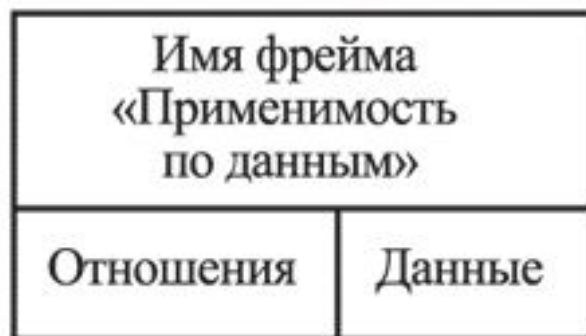 Имя фрейма
«Применимость
по данным»
Отношения Данные